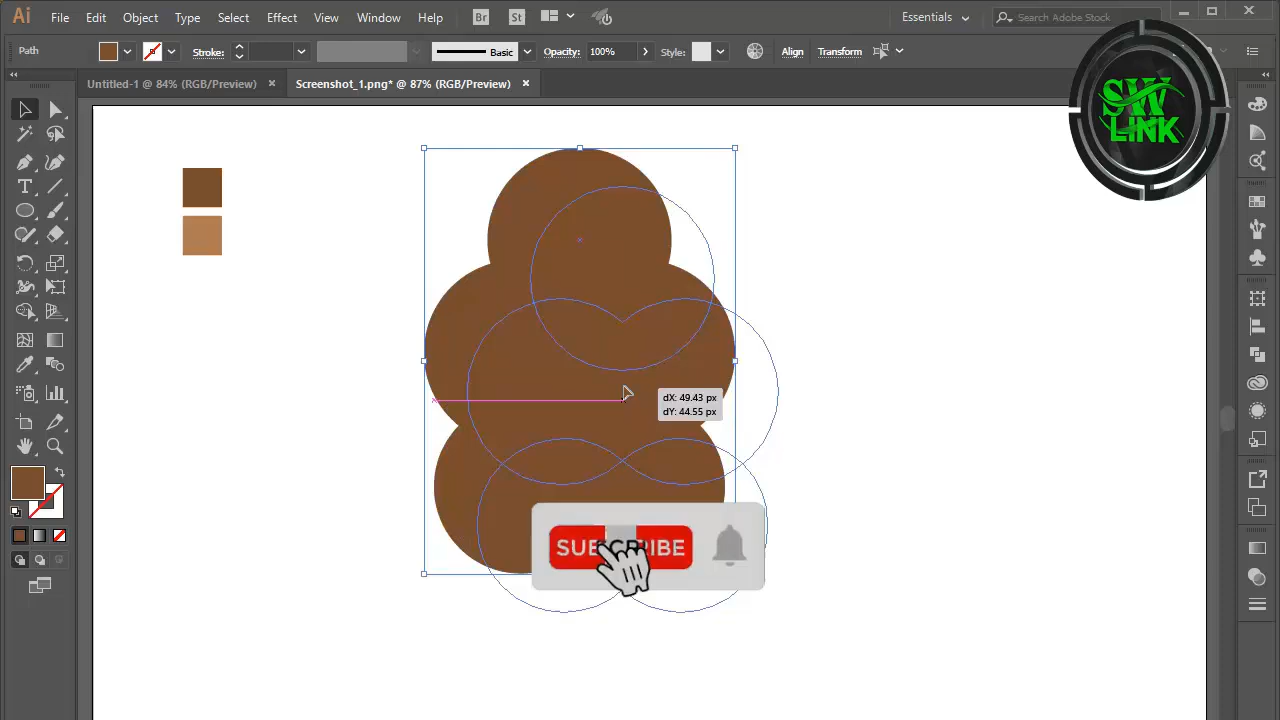 Ai File Edit Object Type Select Effect View Window Help Br St Essentials Search Adobe Stock
Path Stroke: Basic Opacity: 100% Style: Align Transform
Untitled-1 @ 84% (RGB/Preview) × Screenshot_1.png* @ 87% (RGB/Preview) ×
SW
LINK
T
dX: 49.43 px
dY: 44.55 px
SUBSCRIBE